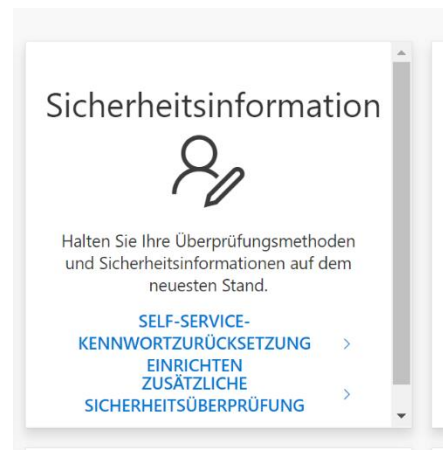 Sicherheitsinformation
Halten Sie Ihre Überprüfungsmethoden
und Sicherheitsinformationen auf dem
neuesten Stand.
SELF-SERVICE-
KENNWORTZURÜCKSETZUNG
EINRICHTEN
ZUSÄTZLICHE
SICHERHEITSÜBERPRÜFUNG